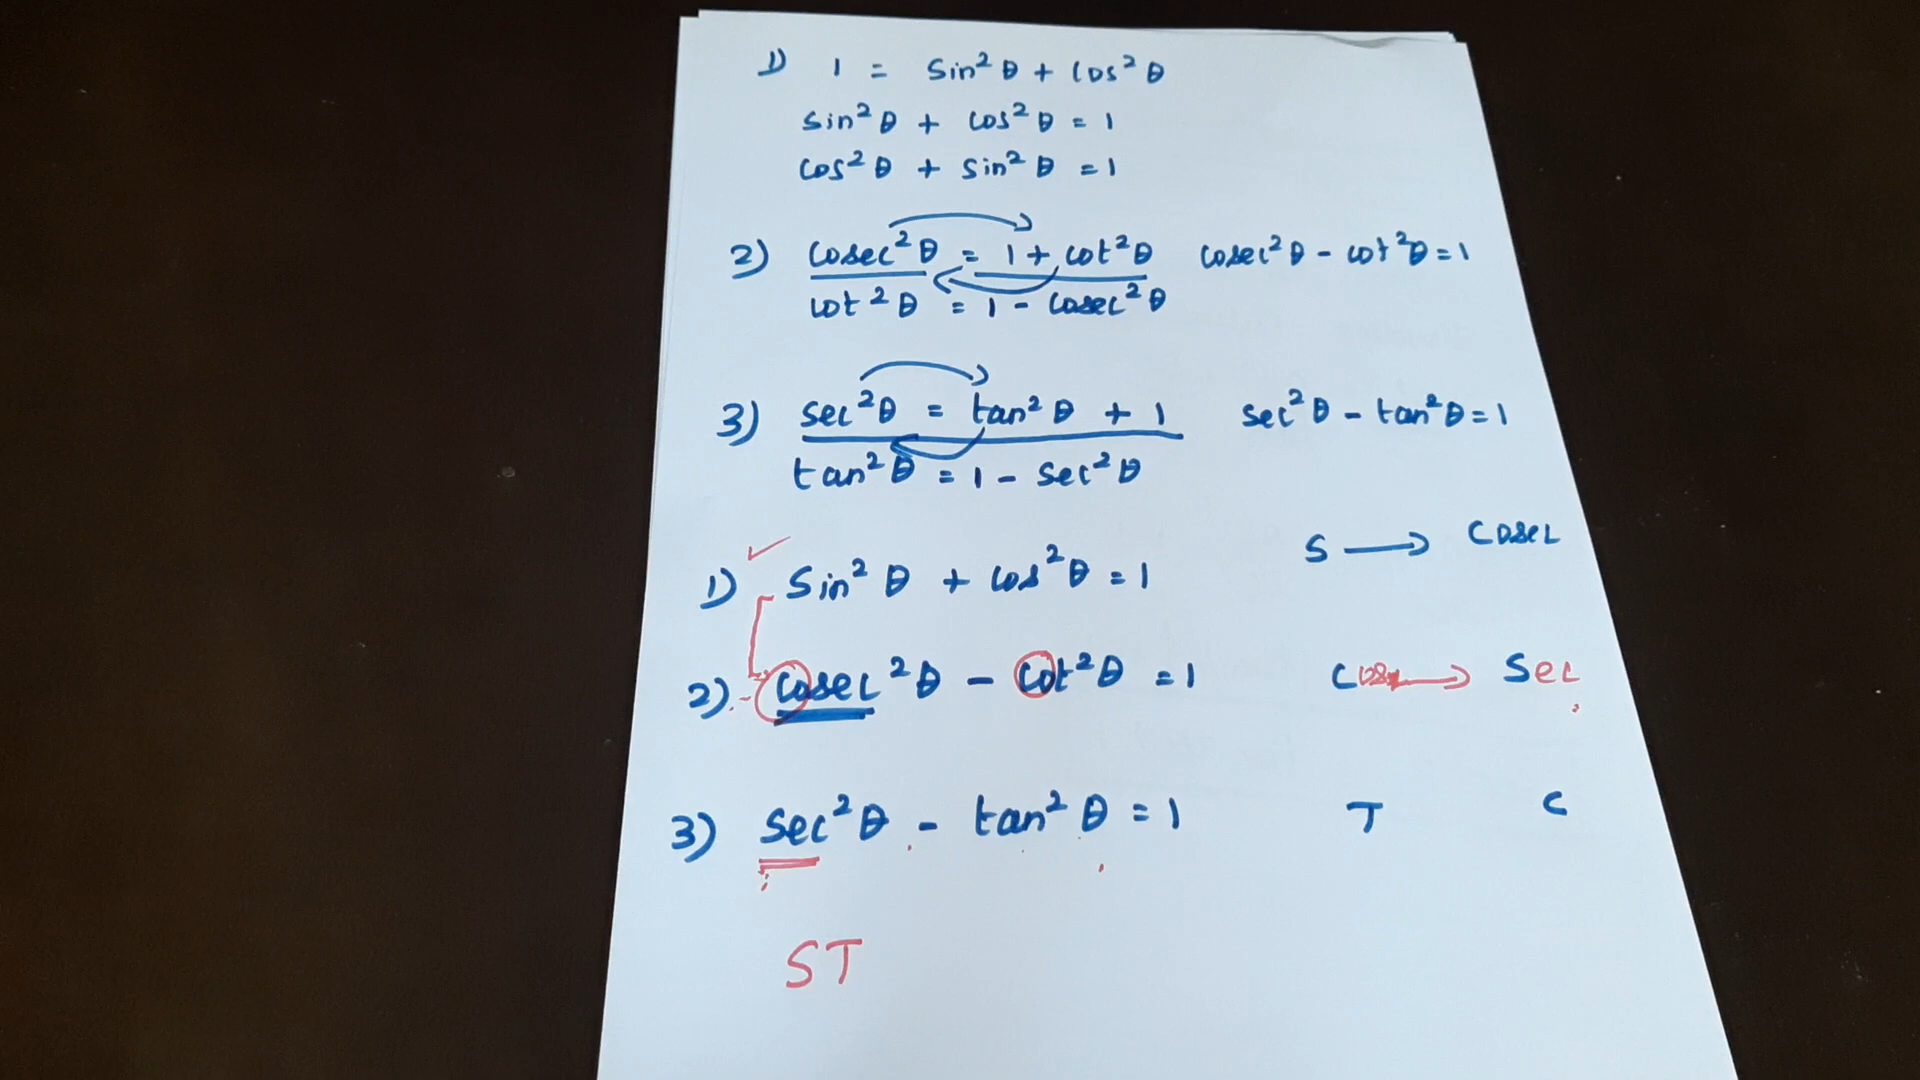 1) 1 = Sin²θ + Cos²θ
Sin²θ + Cos²θ = 1
Cos²θ + Sin²θ = 1
2) Cosec²θ = 1 + Cot²θ Cosec²θ - Cot²θ = 1
Cot²θ = 1 - Cosec²θ
3) Sec²θ = tan²θ + 1 Sec²θ - tan²θ = 1
tan²θ = 1 - Sec²θ
S → Cosec
1) Sin²θ + Cos²θ = 1
2) Cosec²θ - Cot²θ = 1 Cos → Sec
3) Sec²θ - tan²θ = 1 T C
ST